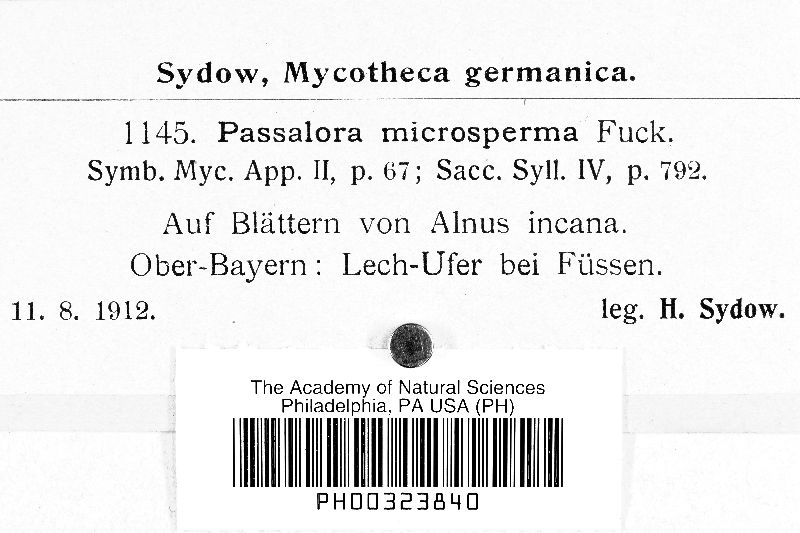 Sydow, Mycotheca germanica.
1145. Passalora microsperma Fuck.
Symb. Myc. App. II, p. 67; Sacc. Syll. IV, p. 792.
Auf Blättern von Alnus incana.
Ober-Bayern: Lech-Ufer bei Füssen.
11. 8. 1912. leg. H. Sydow.
The Academy of Natural Sciences
Philadelphia, PA USA (PH)
PH00323840